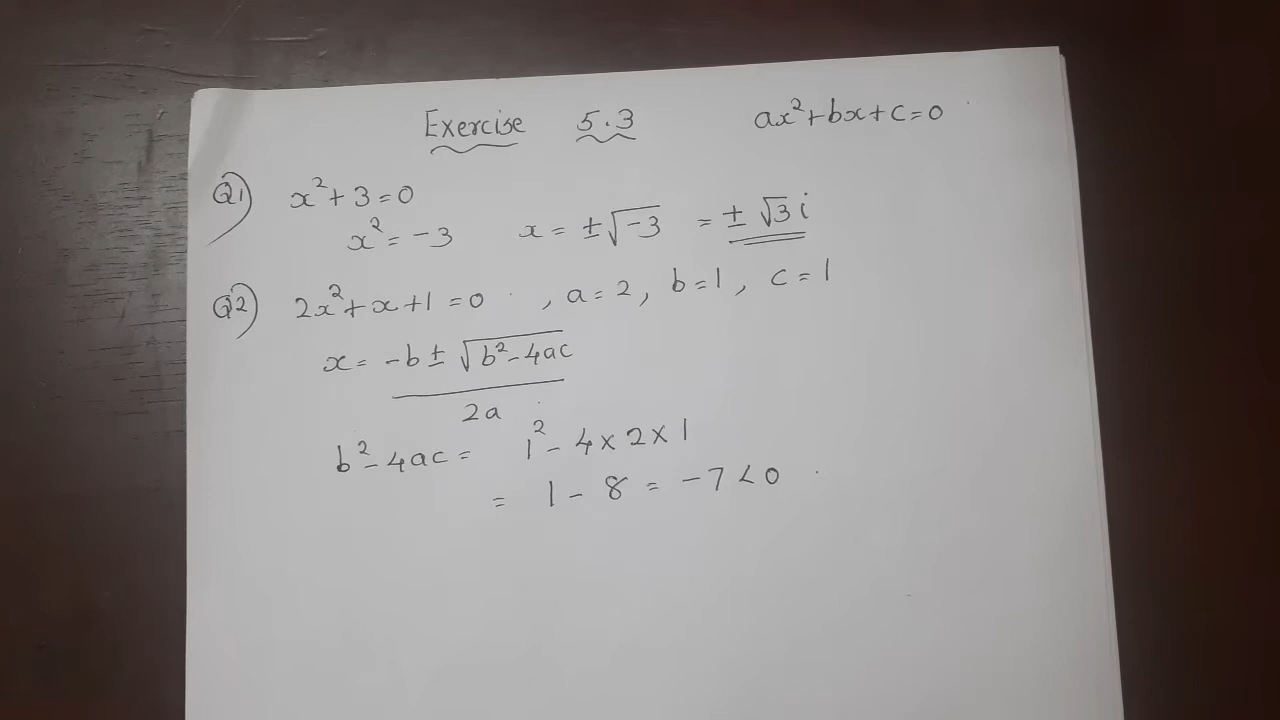 Exercise 5.3 ax²+bx+c=0
Q1) x²+3=0
x²=-3 x=±√-3 =±√3 i
Q2) 2x²+x+1=0 , a=2, b=1, c=1
x= -b±√b²-4ac
2a
b²-4ac= 1²-4×2×1
= 1-8=-7<0